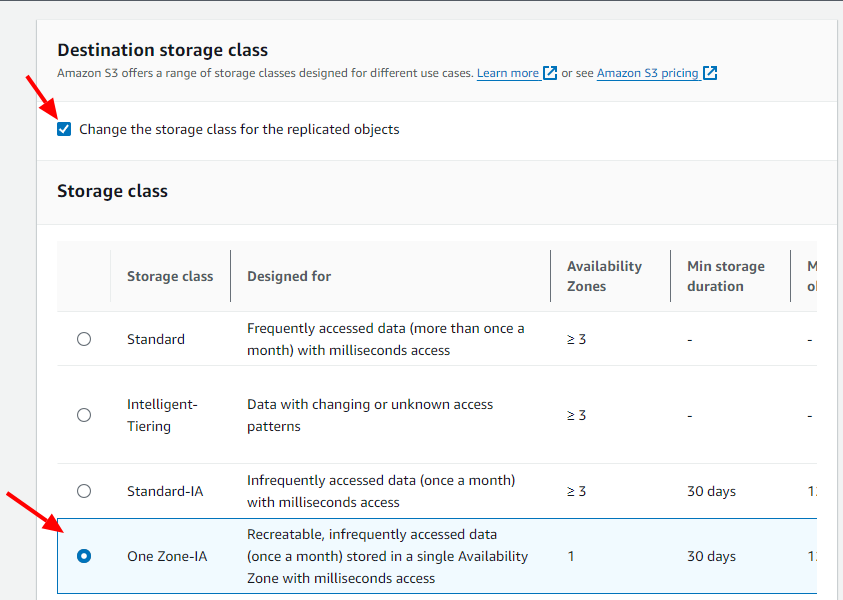 Destination storage class
Amazon S3 offers a range of storage classes designed for different use cases. Learn more or see Amazon S3 pricing
Change the storage class for the replicated objects
Storage class
Storage class Designed for Availability Zones Min storage duration
Standard Frequently accessed data (more than once a month) with milliseconds access ≥ 3 - -
Intelligent-Tiering Data with changing or unknown access patterns ≥ 3 - -
Standard-IA Infrequently accessed data (once a month) with milliseconds access ≥ 3 30 days
One Zone-IA Recreatable, infrequently accessed data (once a month) stored in a single Availability Zone with milliseconds access 1 30 days